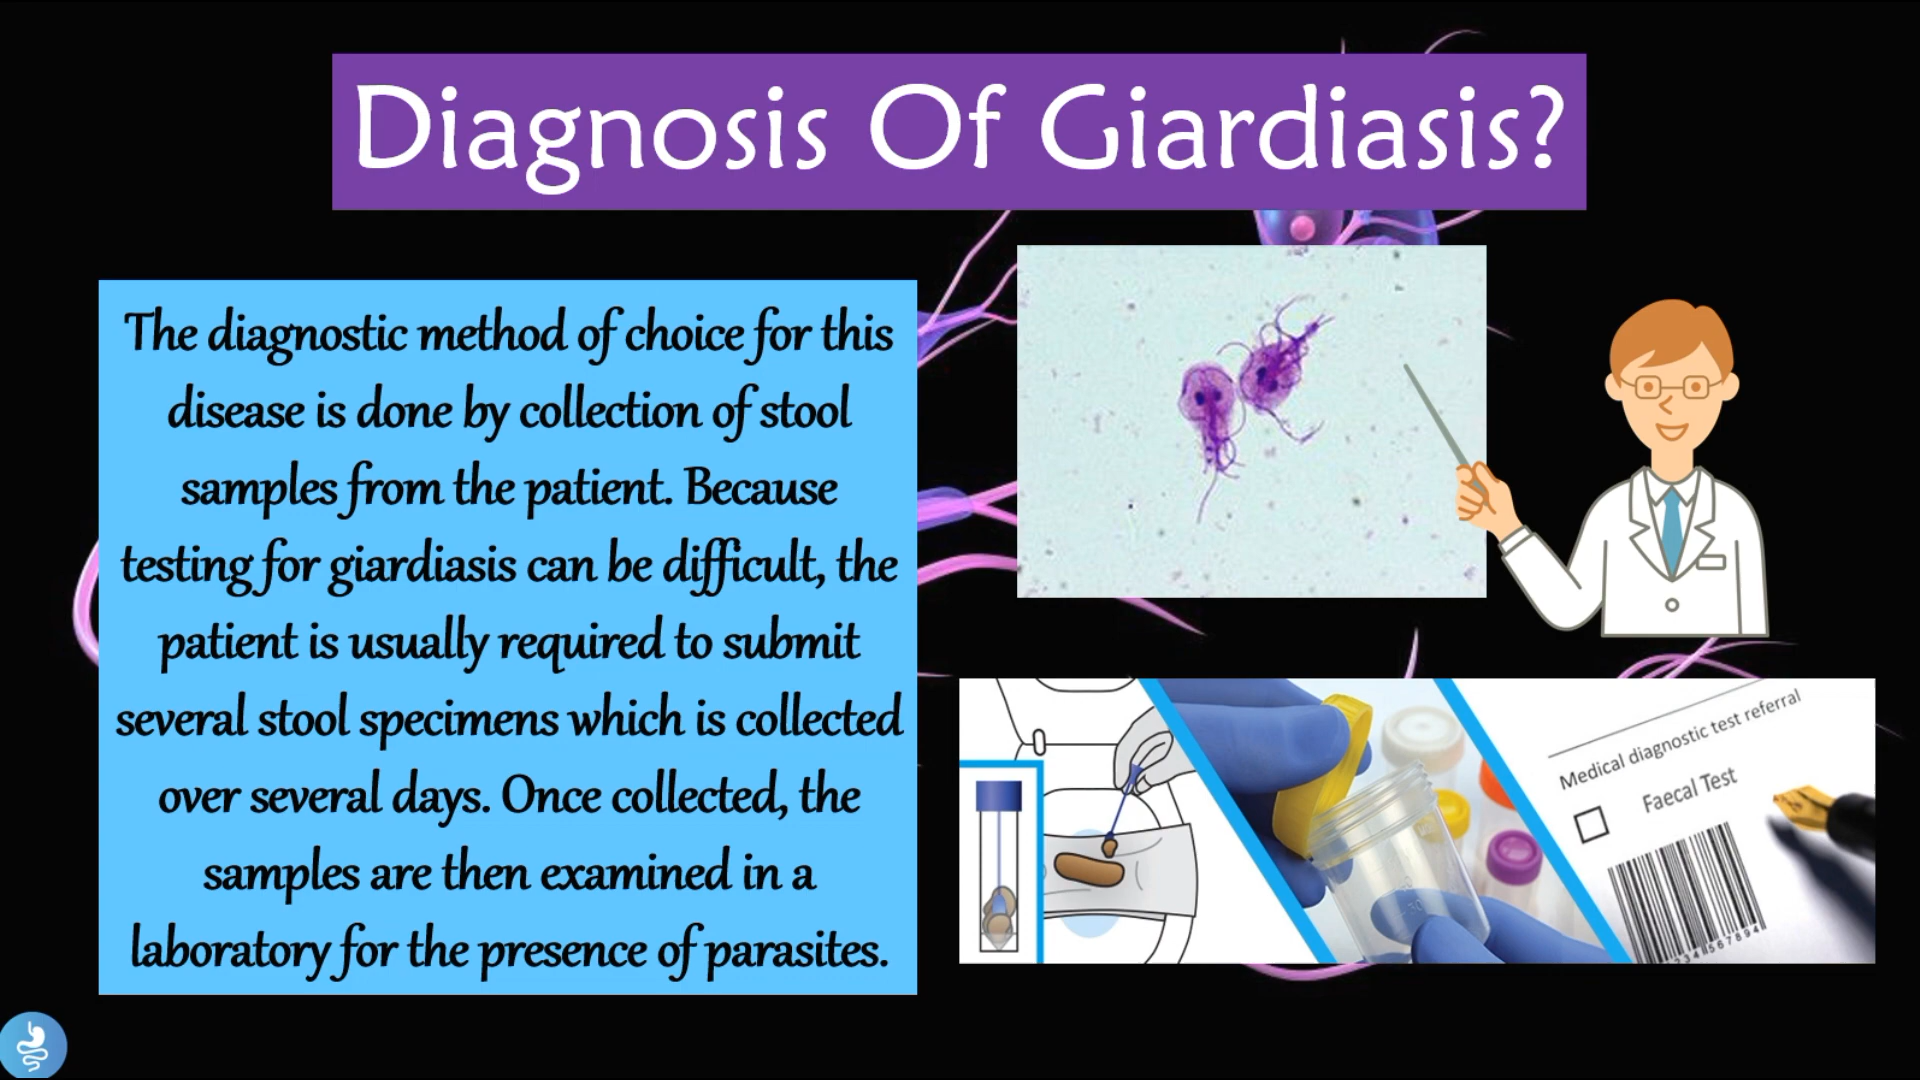 Diagnosis Of Giardiasis?
The diagnostic method of choice for this
disease is done by collection of stool
samples from the patient. Because
testing for giardiasis can be difficult, the
patient is usually required to submit
several stool specimens which is collected
over several days. Once collected, the
samples are then examined in a
laboratory for the presence of parasites.
Medical diagnostic test referral
Faecal Test
234 567894